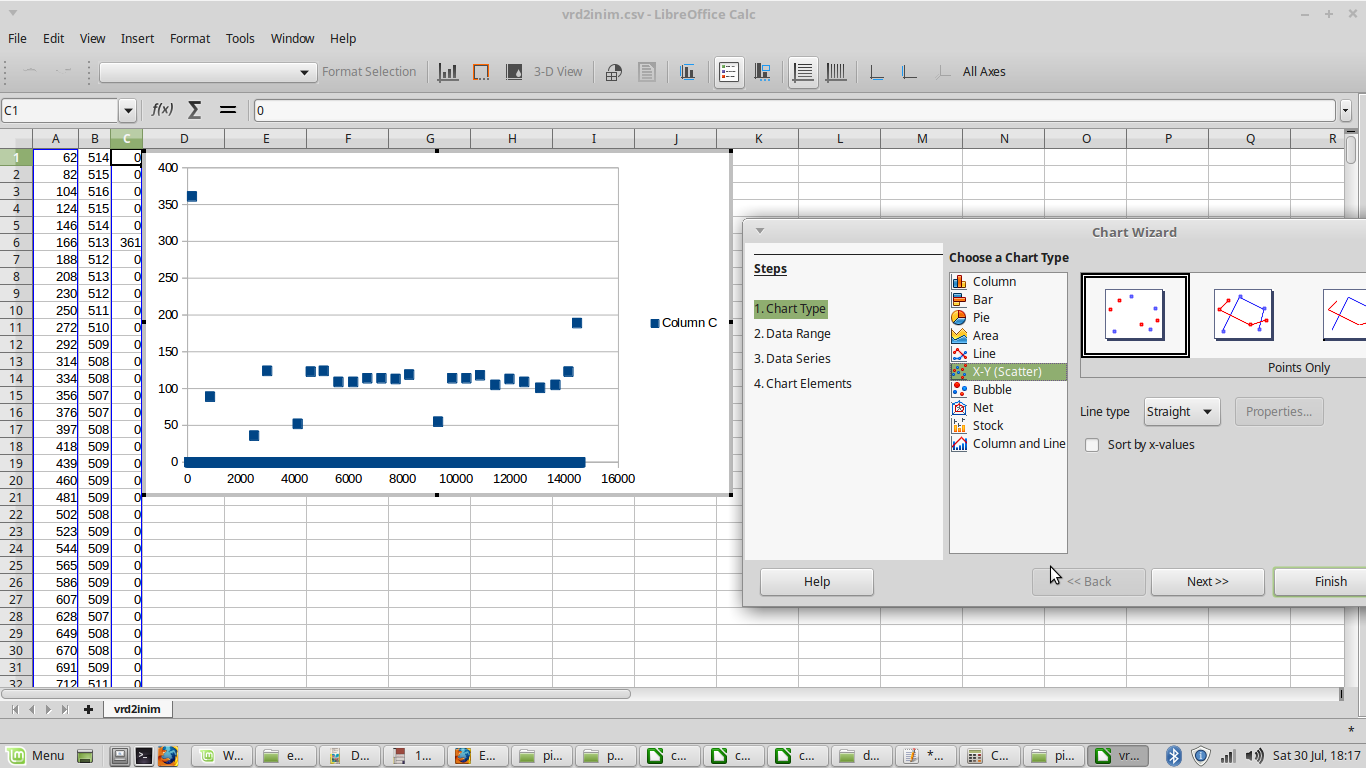 vrd2inim.csv - LibreOffice Calc
File Edit View Insert Format Tools Window Help
Format Selection 3-D View All Axes
C1 f(x) Σ = 0
A B C D E F G H I J K L M N O P Q R
1 62 514 0
2 82 515 0
3 104 516 0
4 124 515 0
5 146 514 0
6 166 513 361
7 188 512 0
8 208 513 0
9 230 512 0
10 250 511 0
11 272 510 0
12 292 509 0
13 314 508 0
14 334 508 0
15 356 507 0
16 376 507 0
17 397 508 0
18 418 509 0
19 439 509 0
20 460 509 0
21 481 509 0
22 502 508 0
23 523 509 0
24 544 509 0
25 565 509 0
26 586 509 0
27 607 509 0
28 628 507 0
29 649 508 0
30 670 508 0
31 691 509 0
32 712 511 0
400
350
300
250
200
150
100
50
0
0 2000 4000 6000 8000 10000 12000 14000 16000
Column C
Chart Wizard
Steps
1. Chart Type
2. Data Range
3. Data Series
4. Chart Elements
Choose a Chart Type
Column
Bar
Pie
Area
Line
X-Y (Scatter)
Bubble
Net
Stock
Column and Line
Points Only
Line type Straight Properties...
Sort by x-values
Help << Back Next >> Finish
vrd2inim
*
Menu W... e... D... 1... E... pi... p... c... c... c... d... *... C... pi... vr... Sat 30 Jul, 18:17